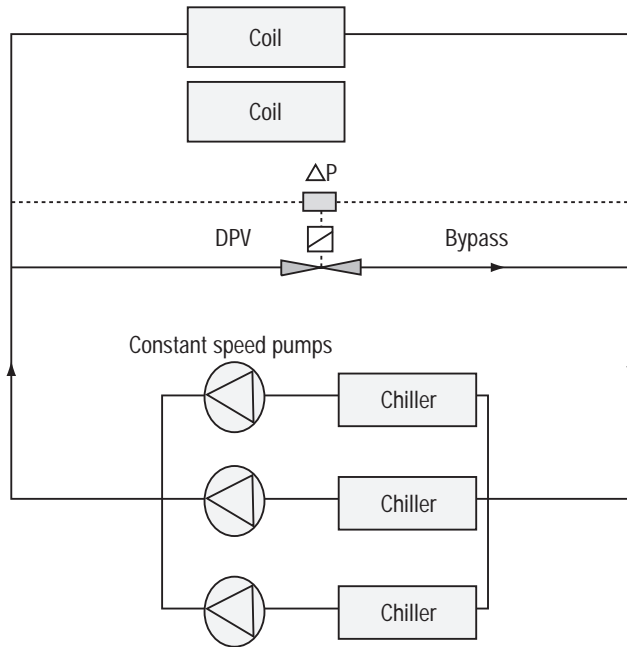 Coil
Coil
△P
DPV Bypass
Constant speed pumps
Chiller
Chiller
Chiller